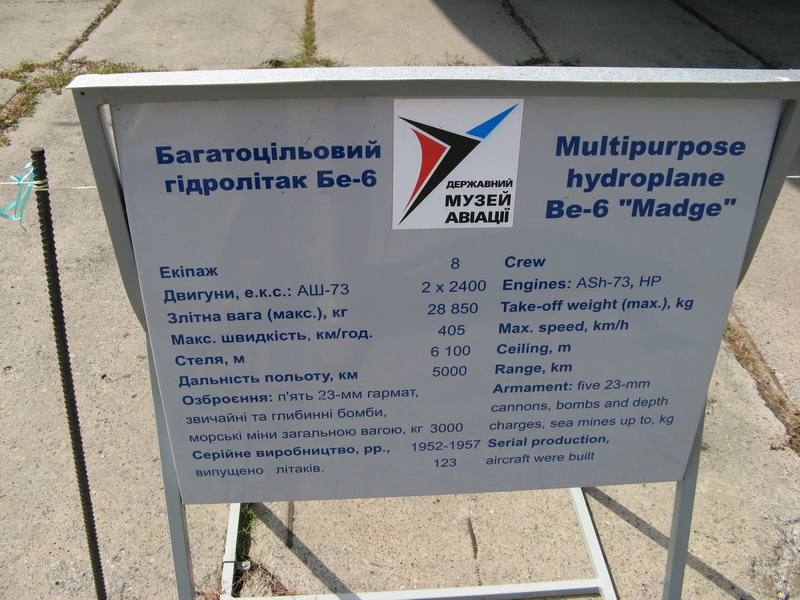 Багатоцільовий
гідролітак Бе-6
ДЕРЖАВНИЙ
МУЗЕЙ
АВІАЦІЇ
Multipurpose
hydroplane
Be-6 "Madge"
Екіпаж 8 Crew
Двигуни, е.к.с.: АШ-73 2 x 2400 Engines: ASh-73, HP
Злітна вага (макс.), кг 28 850 Take-off weight (max.), kg
Макс. швидкість, км/год. 405 Max. speed, km/h
Стеля, м 6 100 Ceiling, m
Дальність польоту, км 5000 Range, km
Озброєння: п'ять 23-мм гармат,
звичайні та глибинні бомби,
морські міни загальною вагою, кг 3000
Armament: five 23-mm
cannons, bombs and depth
charges, sea mines up to, kg
Серійне виробництво, рр., 1952-1957 Serial production,
випущено літаків. 123 aircraft were built